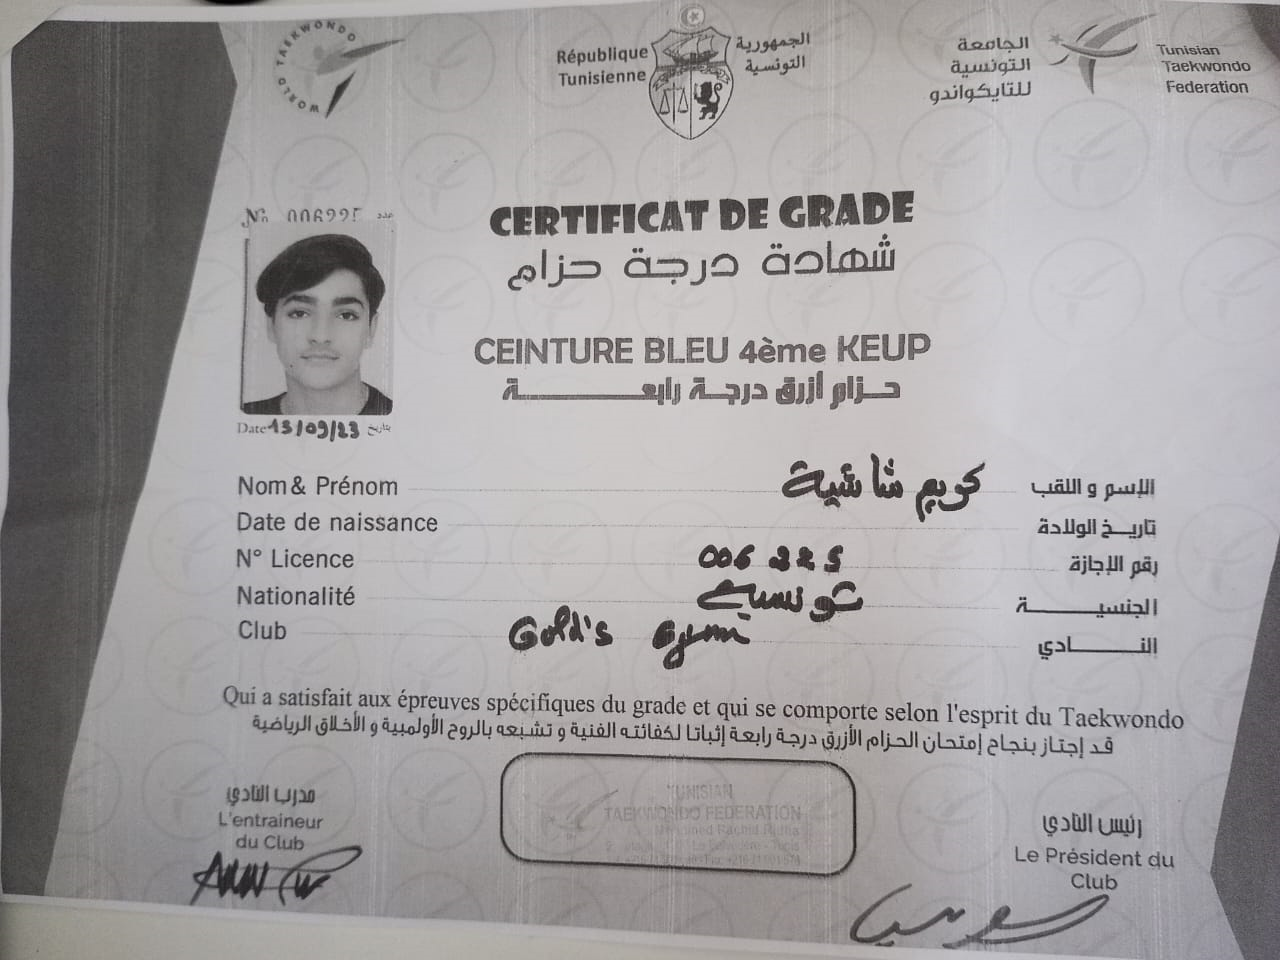 WORLD TAEKWONDO
République
Tunisienne
الجمهورية
التونسية
الجامعة
التونسية
للتايكواندو
Tunisian
Taekwondo
Federation
№ 006225 عدد
CERTIFICAT DE GRADE
شهادة درجة حزام
CEINTURE BLEU 4ème KEUP
حزام أزرق درجة رابعة
Date 13/09/23 تاريخ
Nom& Prénom كريم شاشية الإسم و اللقب
Date de naissance تاريخ الولادة
N° Licence 006225 رقم الإجازة
Nationalité تونسية الجنسية
Club Gold's Gym النادي
Qui a satisfait aux épreuves spécifiques du grade et qui se comporte selon l'esprit du Taekwondo
قد إجتاز بنجاح إمتحان الحزام الأزرق درجة رابعة إثباتا لكفائته الفنية و تشبعه بالروح الأولمبية و الأخلاق الرياضية
مدرب النادي
L'entraineur
du Club
TUNISIAN
TAEKWONDO FEDERATION
رئيس النادي
Le Président du
Club